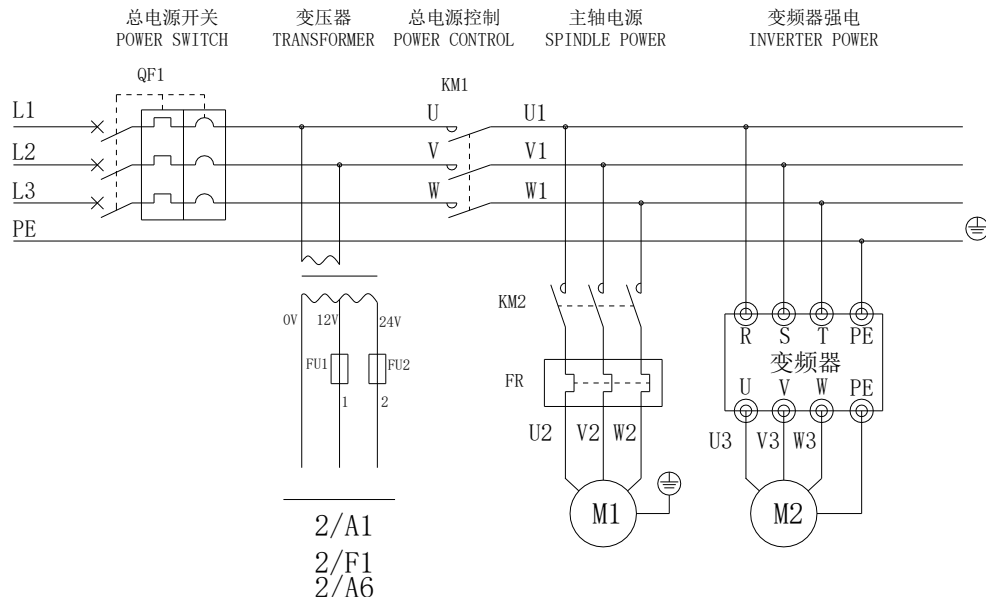 总电源开关
POWER SWITCH
变压器
TRANSFORMER
总电源控制
POWER CONTROL
主轴电源
SPINDLE POWER
变频器强电
INVERTER POWER
QF1
KM1
L1
U
U1
L2
V
V1
L3
W
W1
PE
KM2
0V
12V
24V
FU1
FU2
1
2
FR
R
S
T
PE
变频器
U
V
W
PE
U2
V2
W2
U3
V3
W3
M1
M2
2/A1
2/F1
2/A6